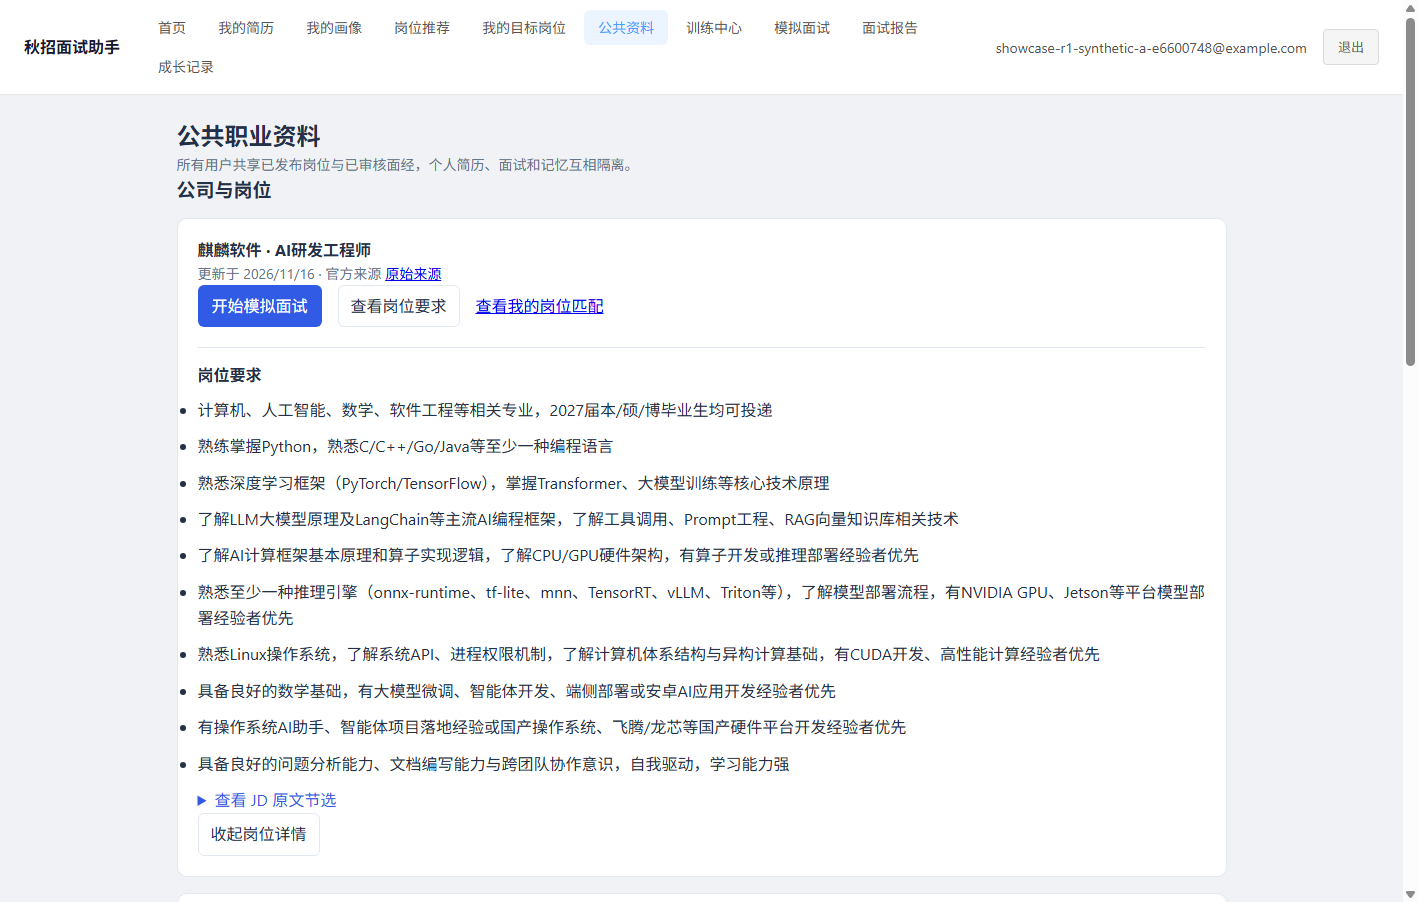 秋招面试助手
首页 我的简历 我的画像 岗位推荐 我的目标岗位 公共资料 训练中心 模拟面试 面试报告
成长记录
showcase-r1-synthetic-a-e6600748@example.com
退出
公共职业资料
所有用户共享已发布岗位与已审核面经，个人简历、面试和记忆互相隔离。
公司与岗位
麒麟软件 · AI研发工程师
更新于 2026/11/16 · 官方来源 原始来源
开始模拟面试 查看岗位要求 查看我的岗位匹配
岗位要求
计算机、人工智能、数学、软件工程等相关专业，2027届本/硕/博毕业生均可投递
熟练掌握Python，熟悉C/C++/Go/Java等至少一种编程语言
熟悉深度学习框架（PyTorch/TensorFlow），掌握Transformer、大模型训练等核心技术原理
了解LLM大模型原理及LangChain等主流AI编程框架，了解工具调用、Prompt工程、RAG向量知识库相关技术
了解AI计算框架基本原理和算子实现逻辑，了解CPU/GPU硬件架构，有算子开发或推理部署经验者优先
熟悉至少一种推理引擎（onnx-runtime、tf-lite、mnn、TensorRT、vLLM、Triton等），了解模型部署流程，有NVIDIA GPU、Jetson等平台模型部
署经验者优先
熟悉Linux操作系统，了解系统API、进程权限机制，了解计算机体系结构与异构计算基础，有CUDA开发、高性能计算经验者优先
具备良好的数学基础，有大模型微调、智能体开发、端侧部署或安卓AI应用开发经验者优先
有操作系统AI助手、智能体项目落地经验或国产操作系统、飞腾/龙芯等国产硬件平台开发经验者优先
具备良好的问题分析能力、文档编写能力与跨团队协作意识，自我驱动，学习能力强
查看 JD 原文节选
收起岗位详情